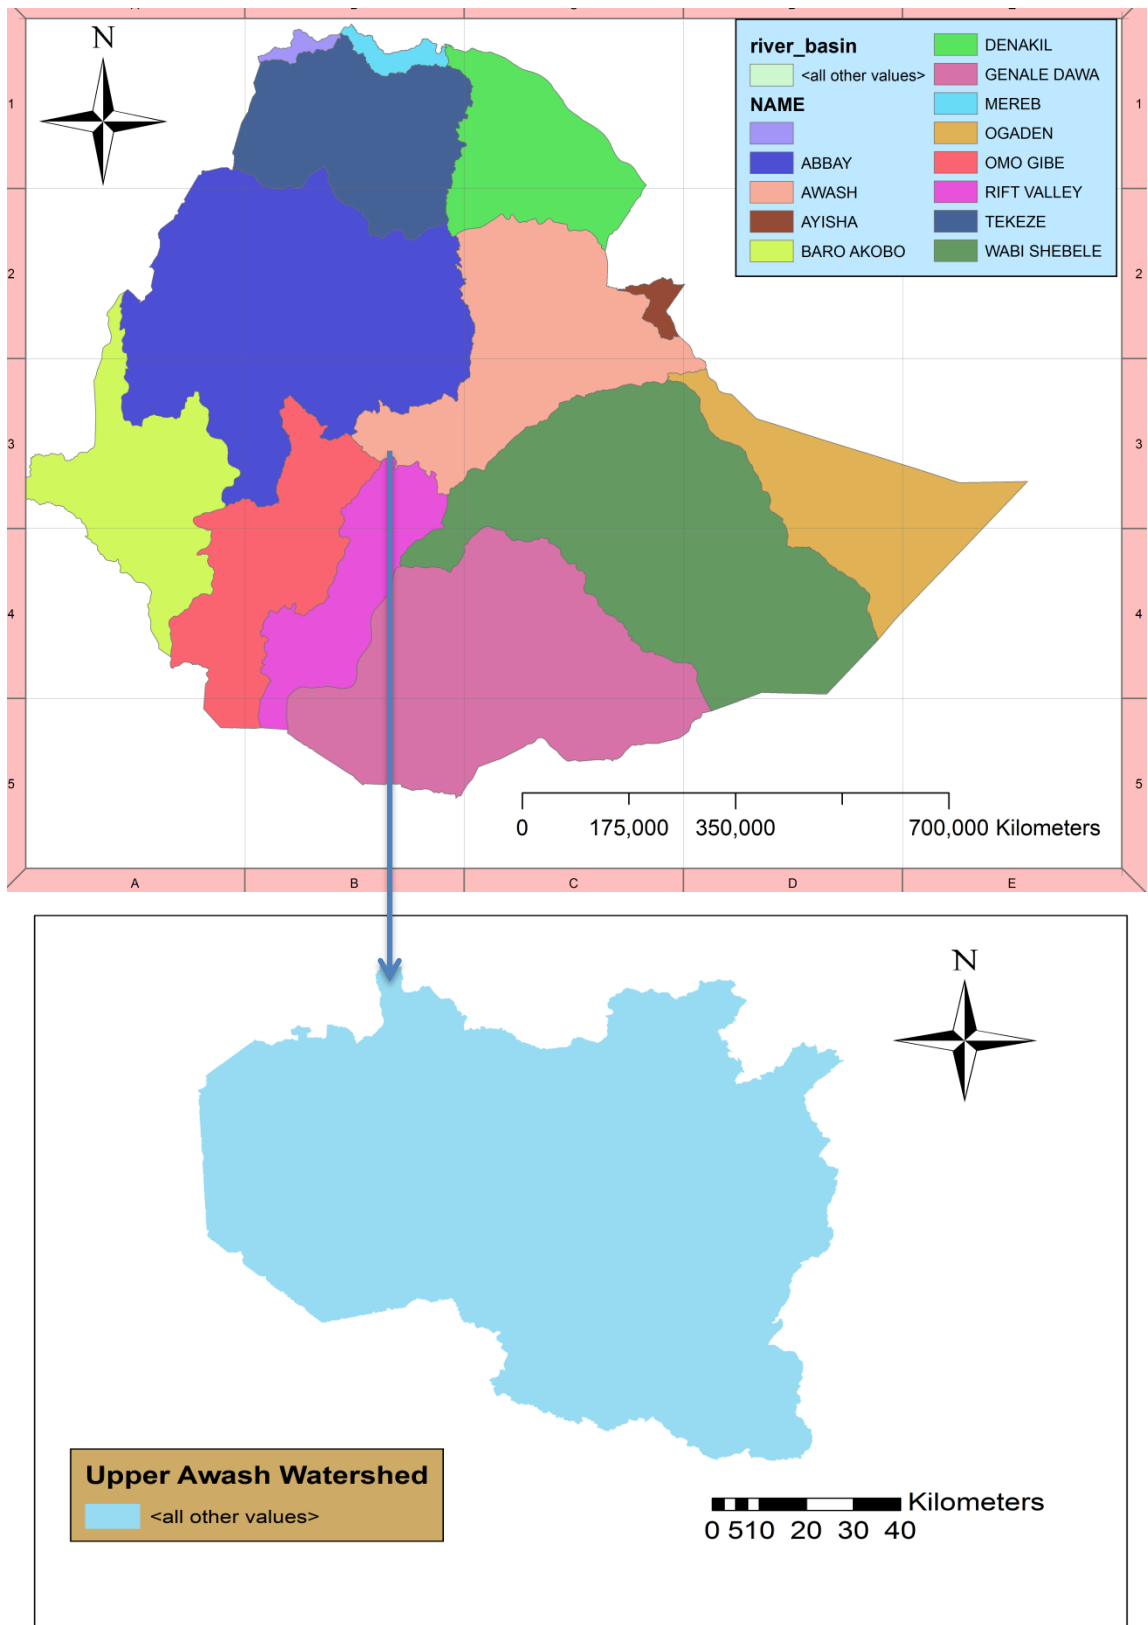 A B C D E
N
river_basin
<all other values>
NAME
ABBAY
AWASH
AYISHA
BARO AKOBO
DENAKIL
GENALE DAWA
MEREB
OGADEN
OMO GIBE
RIFT VALLEY
TEKEZE
WABI SHEBELE
1 1
2 2
3 3
4 4
5 5
0 175,000 350,000 700,000 Kilometers
A B C D E
N
Upper Awash Watershed
<all other values>
Kilometers
0 5 10 20 30 40